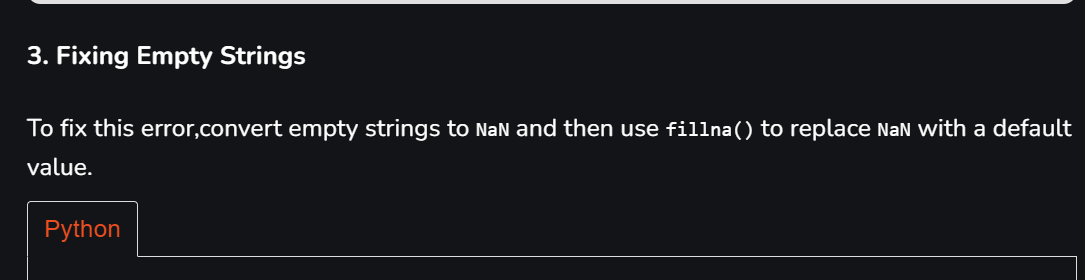 3. Fixing Empty Strings
To fix this error,convert empty strings to NaN and then use fillna() to replace NaN with a default
value.
Python